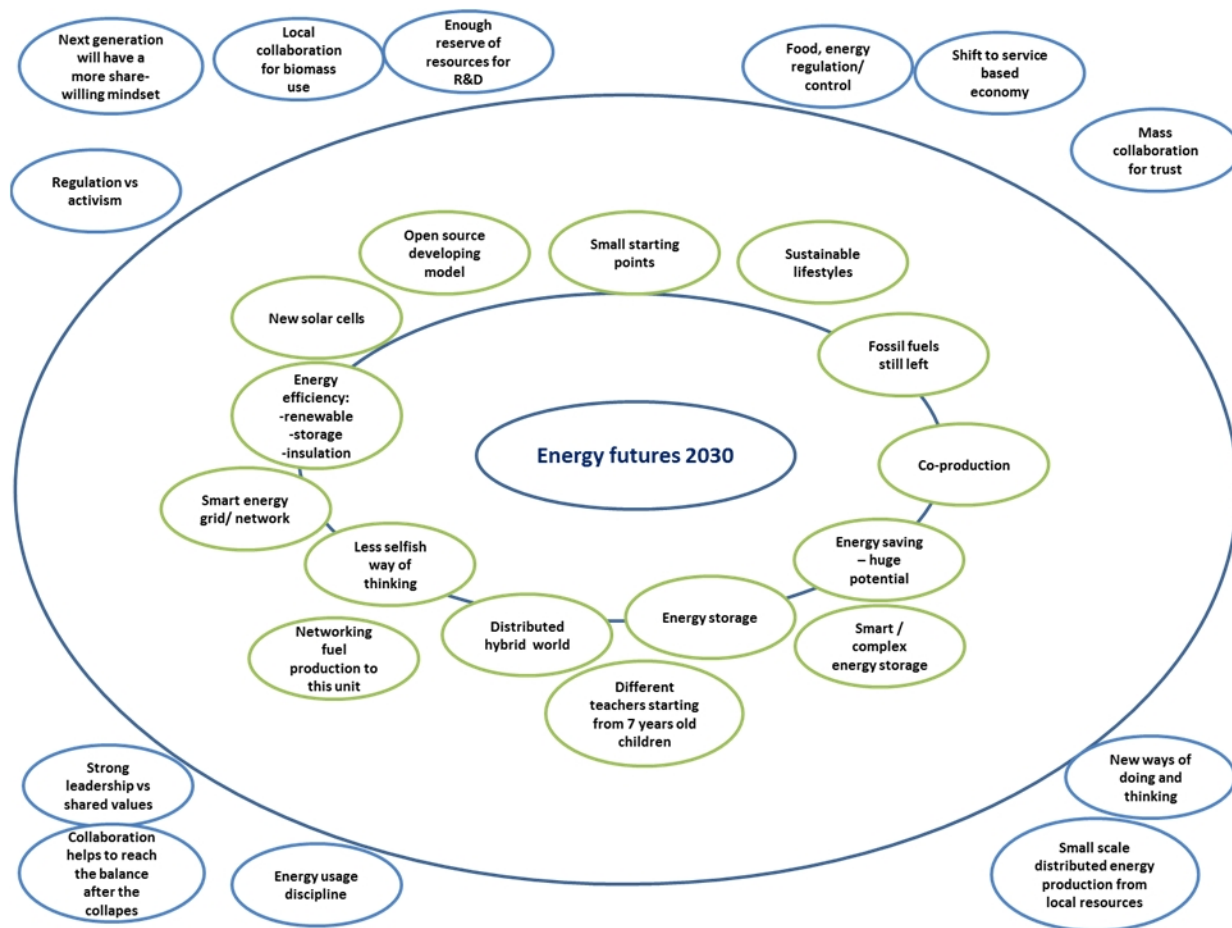 Next generation
will have a
more share-
willing mindset
Local
collaboration
for biomass
use
Enough
reserve of
resources for
R&D
Food, energy
regulation/
control
Shift to service
based
economy
Mass
collaboration
for trust
Regulation vs
activism
Open source
developing
model
Small starting
points
Sustainable
lifestyles
New solar cells
Fossil fuels
still left
Energy
efficiency:
-renewable
-storage
-insulation
Energy futures 2030
Co-production
Smart energy
grid/ network
Less selfish
way of
thinking
Energy saving
– huge
potential
Distributed
hybrid world
Energy storage
Smart /
complex
energy storage
Networking
fuel
production to
this unit
Different
teachers starting
from 7 years old
children
Strong
leadership vs
shared values
New ways of
doing and
thinking
Collaboration
helps to reach
the balance
after the
collapes
Energy usage
discipline
Small scale
distributed energy
production from
local resources